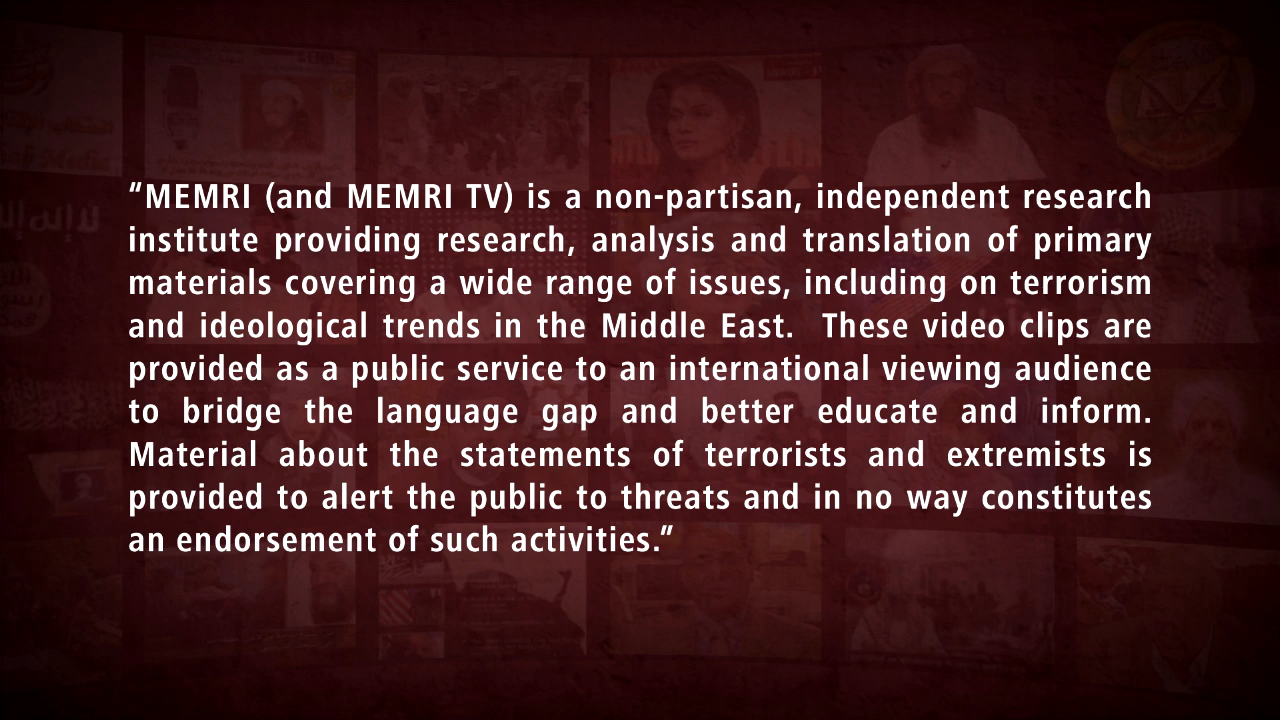 “MEMRI (and MEMRI TV) is a non-partisan, independent research
institute providing research, analysis and translation of primary
materials covering a wide range of issues, including on terrorism
and ideological trends in the Middle East. These video clips are
provided as a public service to an international viewing audience
to bridge the language gap and better educate and inform.
Material about the statements of terrorists and extremists is
provided to alert the public to threats and in no way constitutes
an endorsement of such activities.”